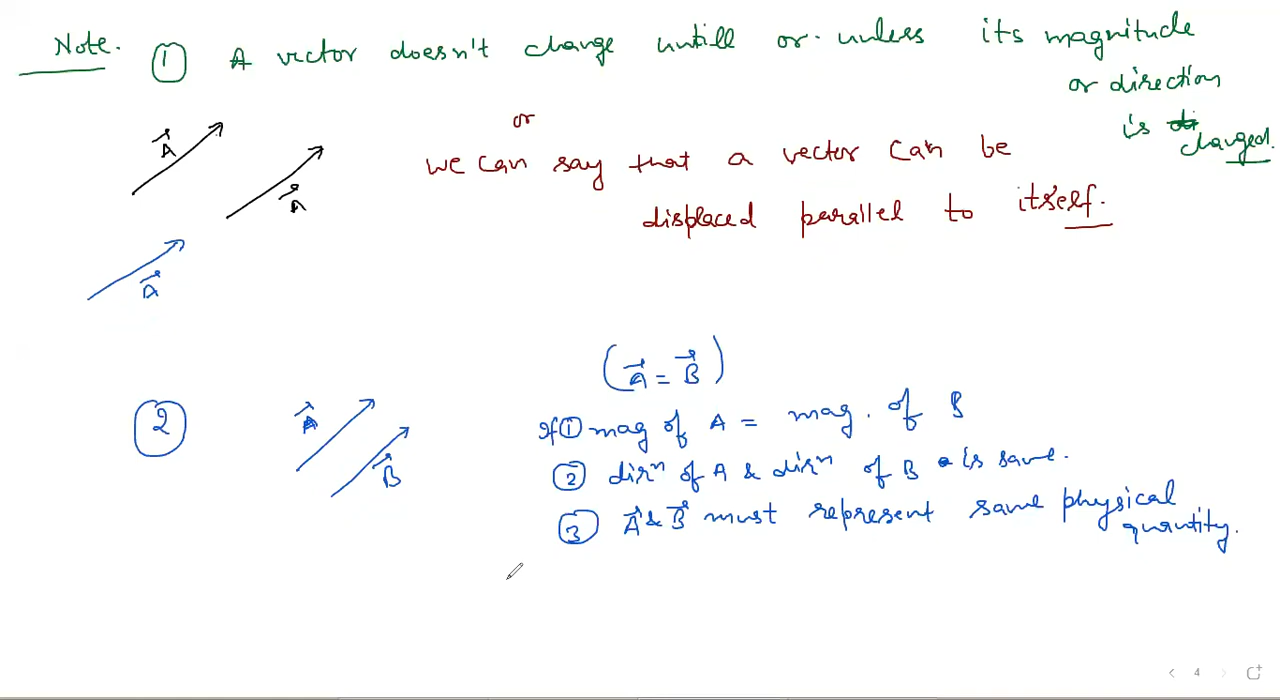 Note. ① A vector doesn't change untill or unless its magnitude
or direction
is changed.
or
we can say that a vector can be
displaced parallel to itself.
A⃗
A⃗
A⃗
②
A⃗
B⃗
(A⃗ = B⃗)
If ① mag of A = mag. of B
② dirⁿ of A & dirⁿ of B is same.
③ A⃗ & B⃗ must represent same physical
quantity.
4